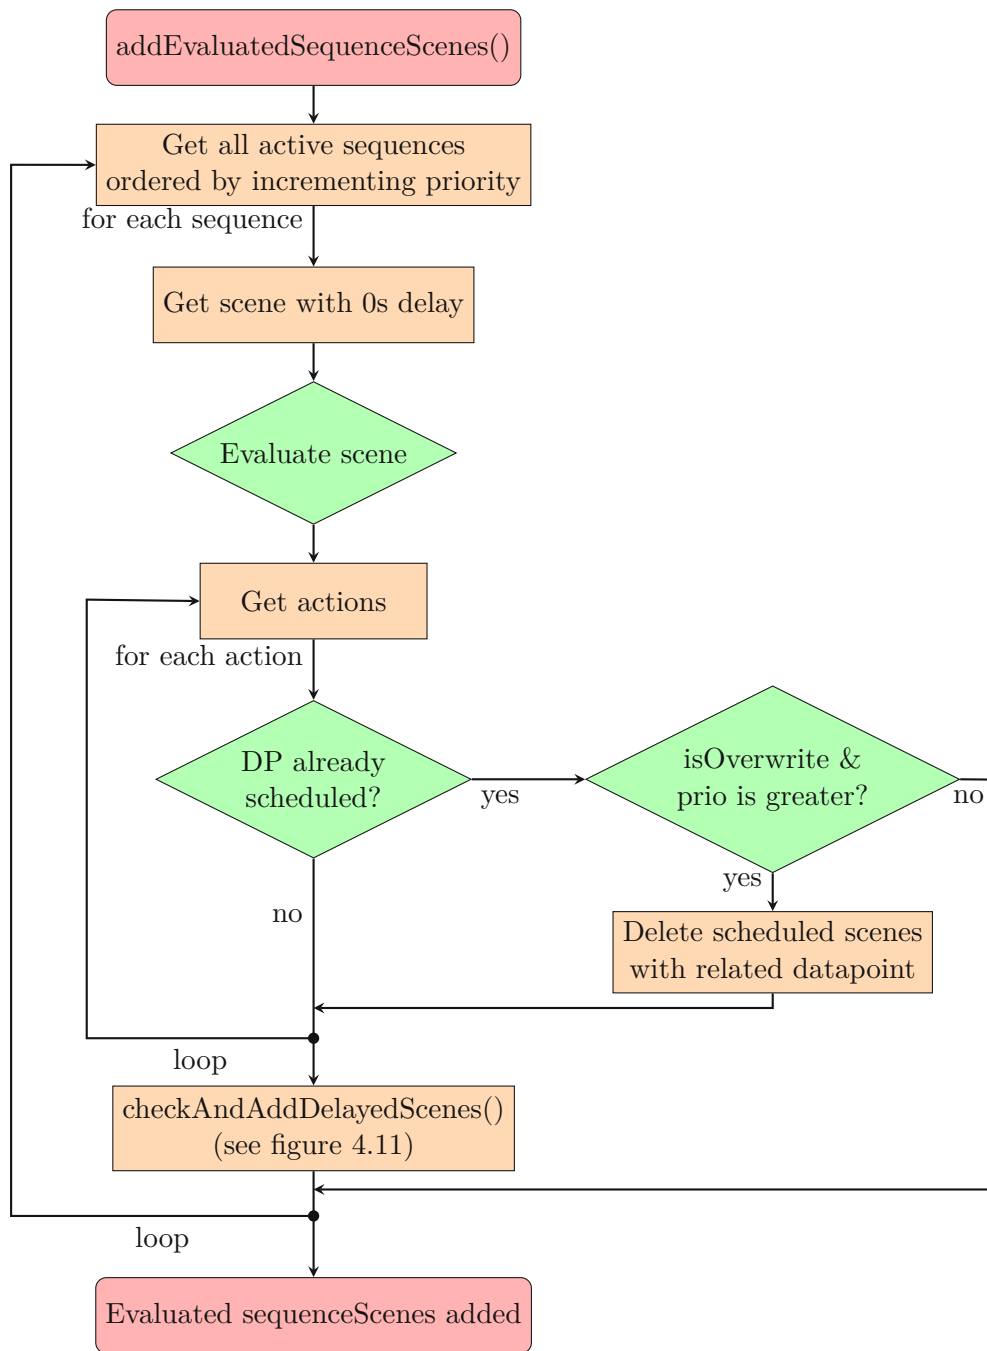 addEvaluatedSequenceScenes()
Get all active sequences
ordered by incrementing priority
for each sequence
Get scene with 0s delay
Evaluate scene
Get actions
for each action
DP already
scheduled?
yes
isOverwrite &
prio is greater?
no
yes
no
Delete scheduled scenes
with related datapoint
loop
checkAndAddDelayedScenes()
(see figure 4.11)
loop
Evaluated sequenceScenes added